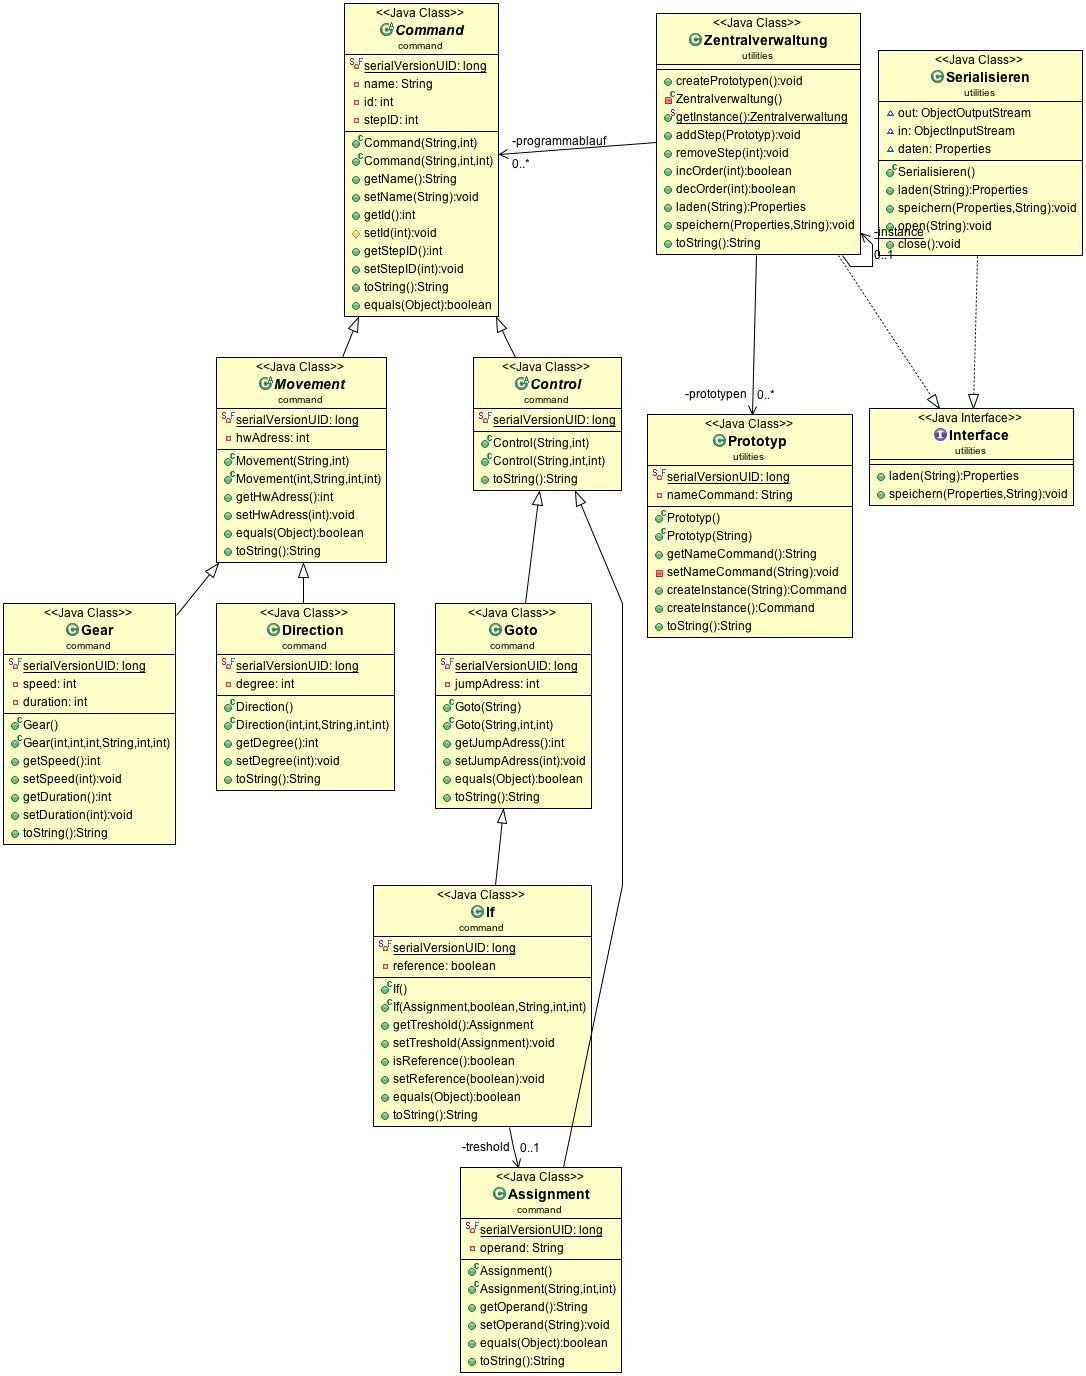 <<Java Class>>
Command
command
serialVersionUID: long
name: String
id: int
stepID: int
Command(String,int)
Command(String,int,int)
getName():String
setName(String):void
getId():int
setId(int):void
getStepID():int
setStepID(int):void
toString():String
equals(Object):boolean
<<Java Class>>
Zentralverwaltung
utilities
createPrototypen():void
Zentralverwaltung()
getInstance():Zentralverwaltung
addStep(Prototyp):void
removeStep(int):void
incOrder(int):boolean
decOrder(int):boolean
laden(String):Properties
speichern(Properties,String):void
toString():String
<<Java Class>>
Serialisieren
utilities
out: ObjectOutputStream
in: ObjectInputStream
daten: Properties
Serialisieren()
laden(String):Properties
speichern(Properties,String):void
open(String):void
close():void
-programmablauf
0..*
-instance
0..1
-prototypen
0..*
<<Java Class>>
Movement
command
serialVersionUID: long
hwAdress: int
Movement(String,int)
Movement(int,String,int,int)
getHwAdress():int
setHwAdress(int):void
equals(Object):boolean
toString():String
<<Java Class>>
Control
command
serialVersionUID: long
Control(String,int)
Control(String,int,int)
toString():String
<<Java Class>>
Prototyp
utilities
serialVersionUID: long
nameCommand: String
Prototyp()
Prototyp(String)
getNameCommand():String
setNameCommand(String):void
createInstance(String):Command
createInstance():Command
toString():String
<<Java Interface>>
Interface
utilities
laden(String):Properties
speichern(Properties,String):void
<<Java Class>>
Gear
command
serialVersionUID: long
speed: int
duration: int
Gear()
Gear(int,int,int,String,int,int)
getSpeed():int
setSpeed(int):void
getDuration():int
setDuration(int):void
toString():String
<<Java Class>>
Direction
command
serialVersionUID: long
degree: int
Direction()
Direction(int,int,String,int,int)
getDegree():int
setDegree(int):void
toString():String
<<Java Class>>
Goto
command
serialVersionUID: long
jumpAdress: int
Goto(String)
Goto(String,int,int)
getJumpAdress():int
setJumpAdress(int):void
equals(Object):boolean
toString():String
<<Java Class>>
If
command
serialVersionUID: long
reference: boolean
If()
If(Assignment,boolean,String,int,int)
getTreshold():Assignment
setTreshold(Assignment):void
isReference():boolean
setReference(boolean):void
equals(Object):boolean
toString():String
-treshold
0..1
<<Java Class>>
Assignment
command
serialVersionUID: long
operand: String
Assignment()
Assignment(String,int,int)
getOperand():String
setOperand(String):void
equals(Object):boolean
toString():String